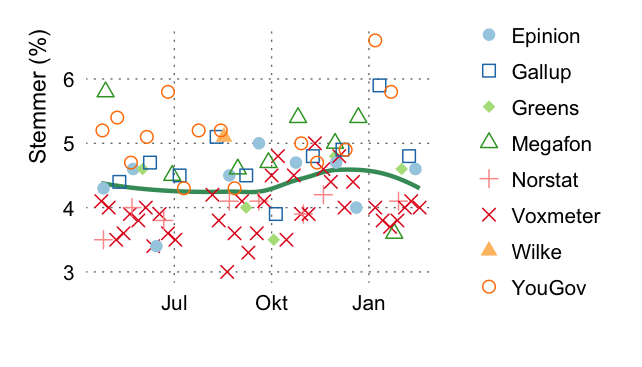 Stemmer (%)
6
5
4
3
Jul Okt Jan
Epinion
Gallup
Greens
Megafon
Norstat
Voxmeter
Wilke
YouGov